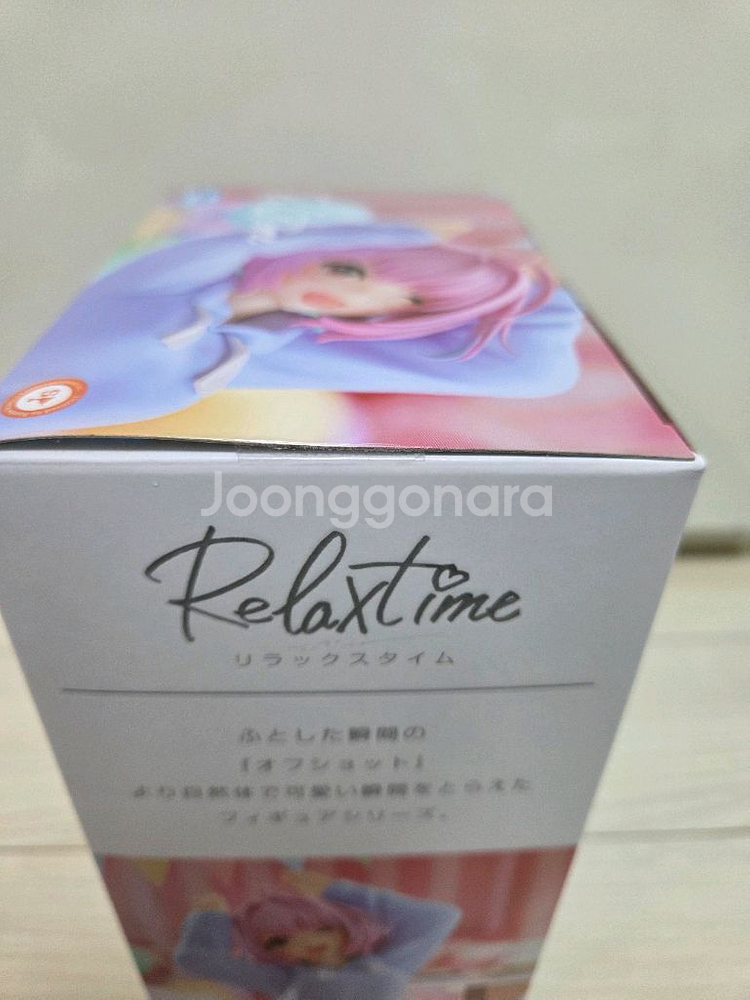 Joonggonara
Relaxtime
リラックスタイム
ふとした瞬間の
『オフショット』
より自然体で可愛い瞬間をとらえた
フィギュアシリーズ。